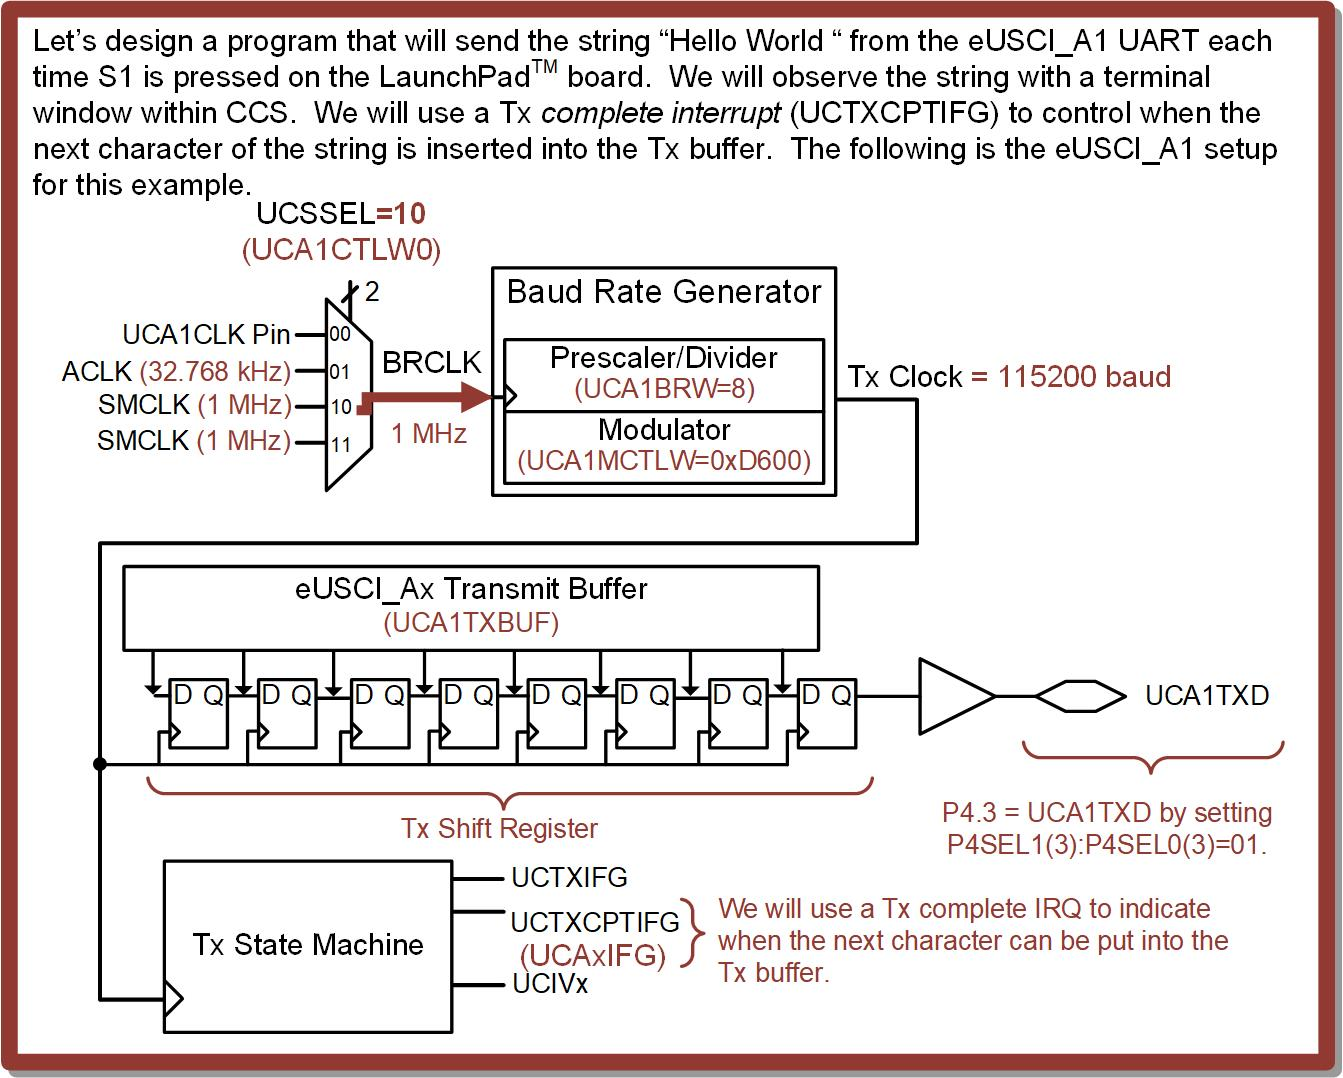 Let’s design a program that will send the string “Hello World “ from the eUSCI_A1 UART each
time S1 is pressed on the LaunchPad™ board.  We will observe the string with a terminal
window within CCS.  We will use a Tx complete interrupt (UCTXCPTIFG) to control when the
next character of the string is inserted into the Tx buffer.  The following is the eUSCI_A1 setup
for this example.
UCSSEL=10
(UCA1CTLW0)
2
UCA1CLK Pin
00
ACLK (32.768 kHz)
01
SMCLK (1 MHz)
10
SMCLK (1 MHz)
11
BRCLK
1 MHz
Baud Rate Generator
Prescaler/Divider
(UCA1BRW=8)
Modulator
(UCA1MCTLW=0xD600)
Tx Clock = 115200 baud
eUSCI_Ax Transmit Buffer
(UCA1TXBUF)
D Q D Q D Q D Q D Q D Q D Q D Q
UCA1TXD
Tx Shift Register
P4.3 = UCA1TXD by setting
P4SEL1(3):P4SEL0(3)=01.
Tx State Machine
UCTXIFG
UCTXCPTIFG
(UCAxIFG)
UCIVx
We will use a Tx complete IRQ to indicate
when the next character can be put into the
Tx buffer.